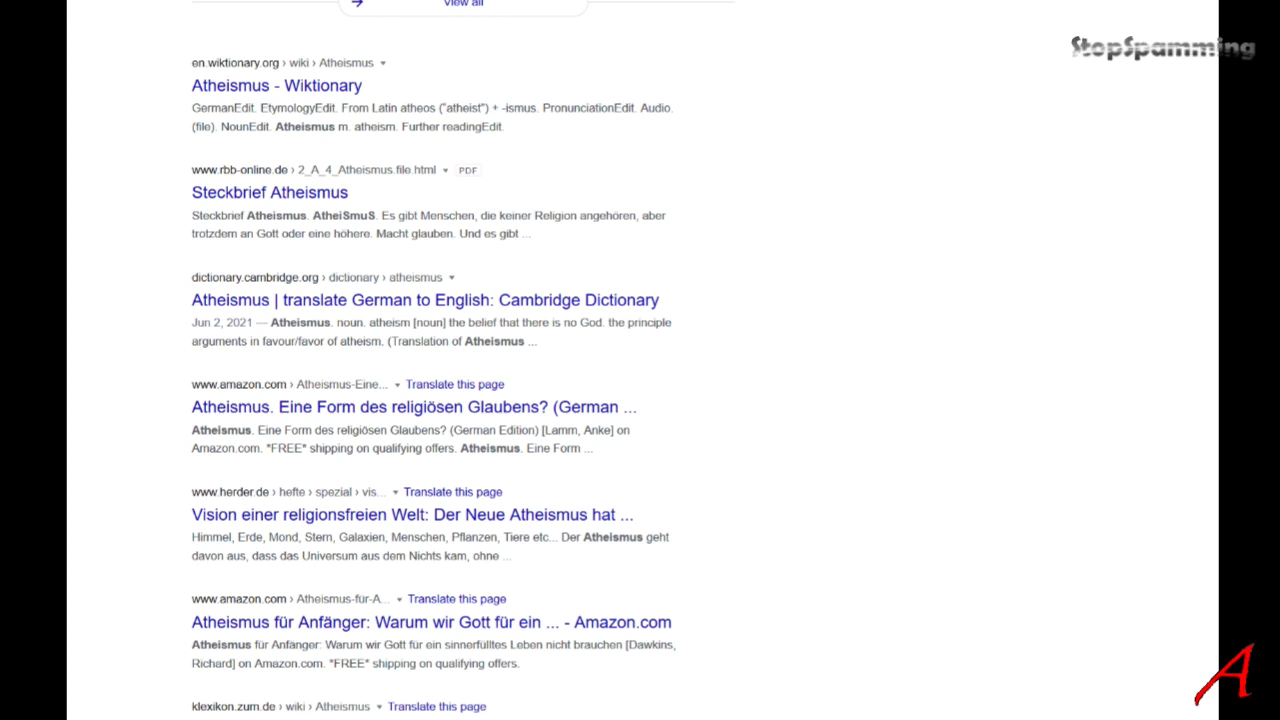 View all
StopSpamming
en.wiktionary.org › wiki › Atheismus
Atheismus - Wiktionary
GermanEdit. EtymologyEdit. From Latin atheos ("atheist") + -ismus. PronunciationEdit. Audio.
(file). NounEdit. Atheismus m. atheism. Further readingEdit.
www.rbb-online.de › 2_A_4_Atheismus.file.html PDF
Steckbrief Atheismus
Steckbrief Atheismus. AtheiSmuS. Es gibt Menschen, die keiner Religion angehören, aber
trotzdem an Gott oder eine höhere. Macht glauben. Und es gibt ...
dictionary.cambridge.org › dictionary › atheismus
Atheismus | translate German to English: Cambridge Dictionary
Jun 2, 2021 — Atheismus. noun. atheism [noun] the belief that there is no God. the principle
arguments in favour/favor of atheism. (Translation of Atheismus ...
www.amazon.com › Atheismus-Eine... Translate this page
Atheismus. Eine Form des religiösen Glaubens? (German ...
Atheismus. Eine Form des religiösen Glaubens? (German Edition) [Lamm, Anke] on
Amazon.com. *FREE* shipping on qualifying offers. Atheismus. Eine Form ...
www.herder.de › hefte › spezial › vis... Translate this page
Vision einer religionsfreien Welt: Der Neue Atheismus hat ...
Himmel, Erde, Mond, Stern, Galaxien, Menschen, Pflanzen, Tiere etc... Der Atheismus geht
davon aus, dass das Universum aus dem Nichts kam, ohne ...
www.amazon.com › Atheismus-für-A... Translate this page
Atheismus für Anfänger: Warum wir Gott für ein ... - Amazon.com
Atheismus für Anfänger: Warum wir Gott für ein sinnerfülltes Leben nicht brauchen [Dawkins,
Richard] on Amazon.com. *FREE* shipping on qualifying offers.
klexikon.zum.de › wiki › Atheismus Translate this page
A